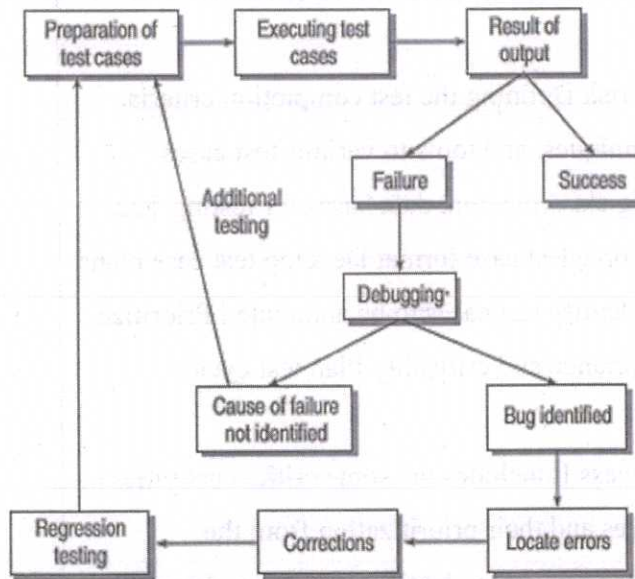 Preparation of
test cases
Executing test
cases
Result of
output
Failure
Success
Additional
testing
Debugging
Cause of failure
not identified
Bug identified
Regression
testing
Corrections
Locate errors